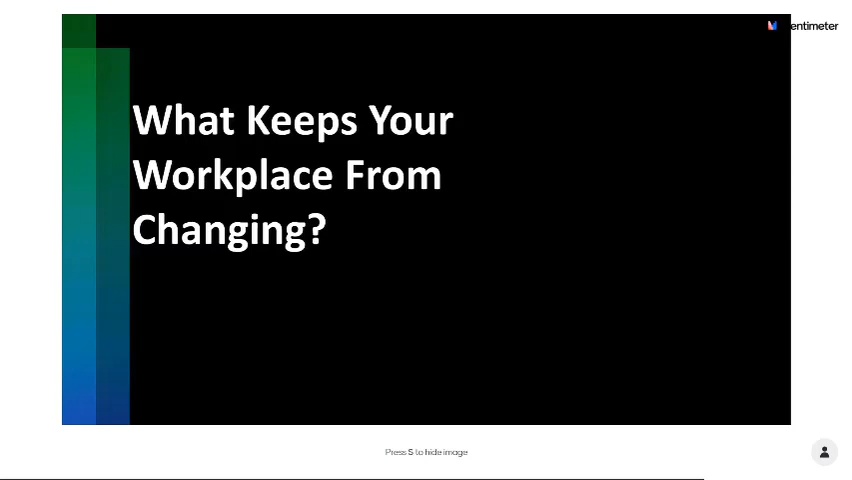 entimeter
What Keeps Your
Workplace From
Changing?
Press S to hide image